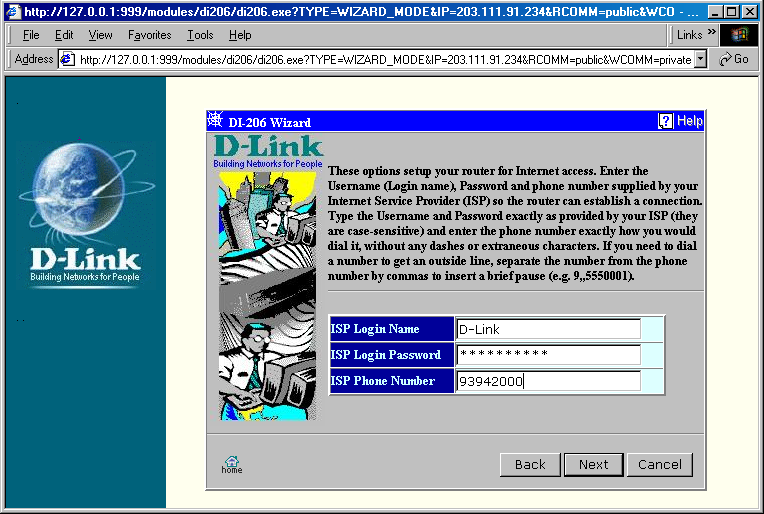 http://127.0.0.1:999/modules/di206/di206.exe?TYPE=WIZARD_MODE&IP=203.111.91.234&RCOMM=public&WCO - ...
File Edit View Favorites Tools Help Links »
Address http://127.0.0.1:999/modules/di206/di206.exe?TYPE=WIZARD_MODE&IP=203.111.91.234&RCOMM=public&WCOMM=private Go
D-Link
Building Networks for People
DI-206 Wizard ? Help
D-Link
Building Networks for People
These options setup your router for Internet access. Enter the
Username (Login name), Password and phone number supplied by your
Internet Service Provider (ISP) so the router can establish a connection.
Type the Username and Password exactly as provided by your ISP (they
are case-sensitive) and enter the phone number exactly how you would
dial it, without any dashes or extraneous characters. If you need to dial
a number to get an outside line, separate the number from the phone
number by commas to insert a brief pause (e.g. 9,,5550001).
ISP Login Name D-Link
ISP Login Password **********
ISP Phone Number 93942000
home
Back Next Cancel